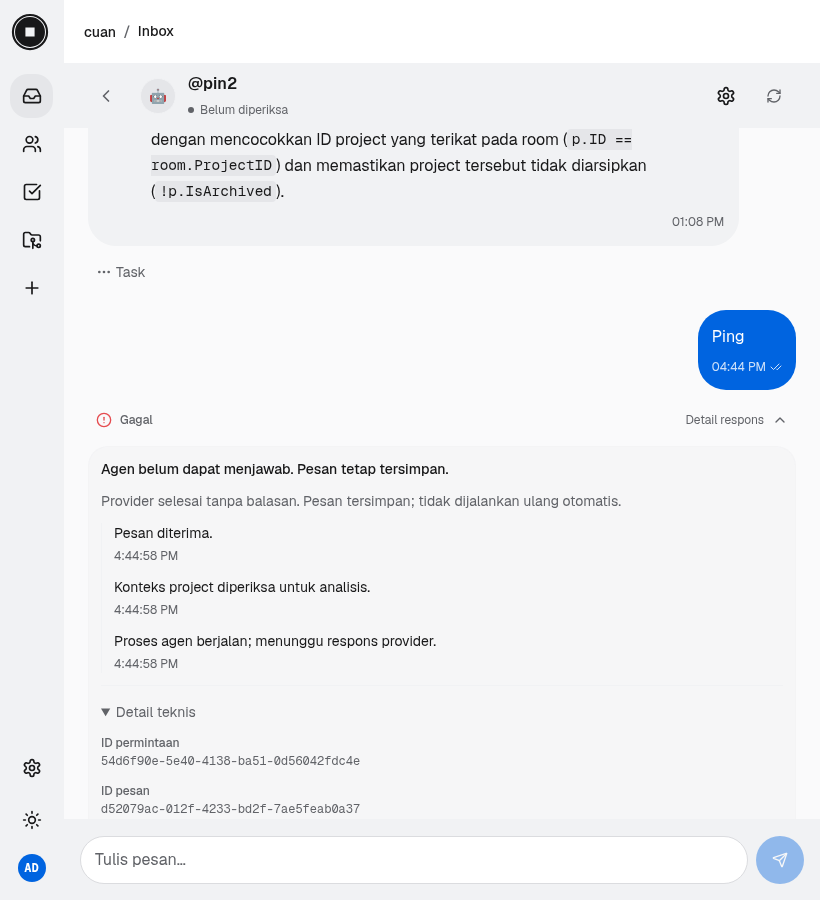 cuan / Inbox
@pin2
Belum diperiksa
dengan mencocokkan ID project yang terikat pada room (p.ID ==
room.ProjectID) dan memastikan project tersebut tidak diarsipkan
(!p.IsArchived).
01:08 PM
··· Task
Ping
04:44 PM
Gagal
Detail respons
Agen belum dapat menjawab. Pesan tetap tersimpan.
Provider selesai tanpa balasan. Pesan tersimpan; tidak dijalankan ulang otomatis.
Pesan diterima.
4:44:58 PM
Konteks project diperiksa untuk analisis.
4:44:58 PM
Proses agen berjalan; menunggu respons provider.
4:44:58 PM
▼ Detail teknis
ID permintaan
54d6f90e-5e40-4138-ba51-0d56042fdc4e
ID pesan
d52079ac-012f-4233-bd2f-7ae5feab0a37
Tulis pesan...
AD